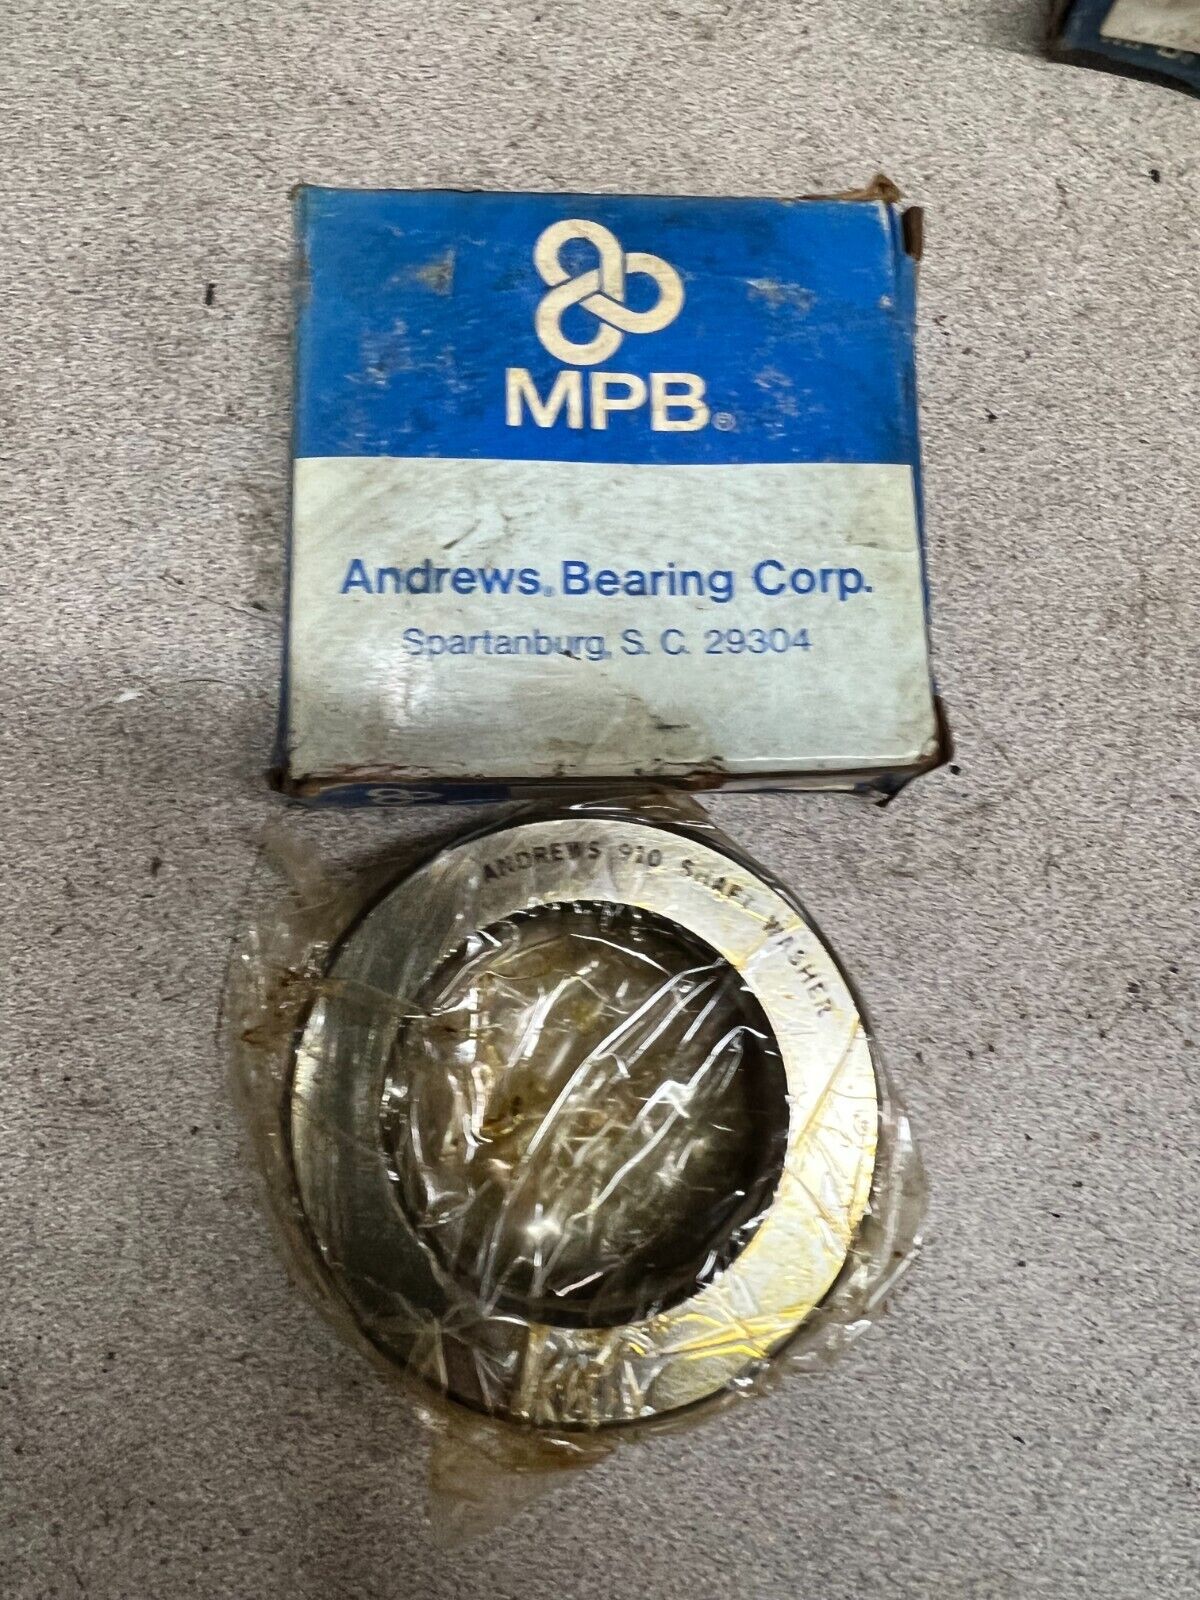 MPB®
Andrews® Bearing Corp.
Spartanburg, S. C. 29304
ANDREWS 910 SHAFT WASHER